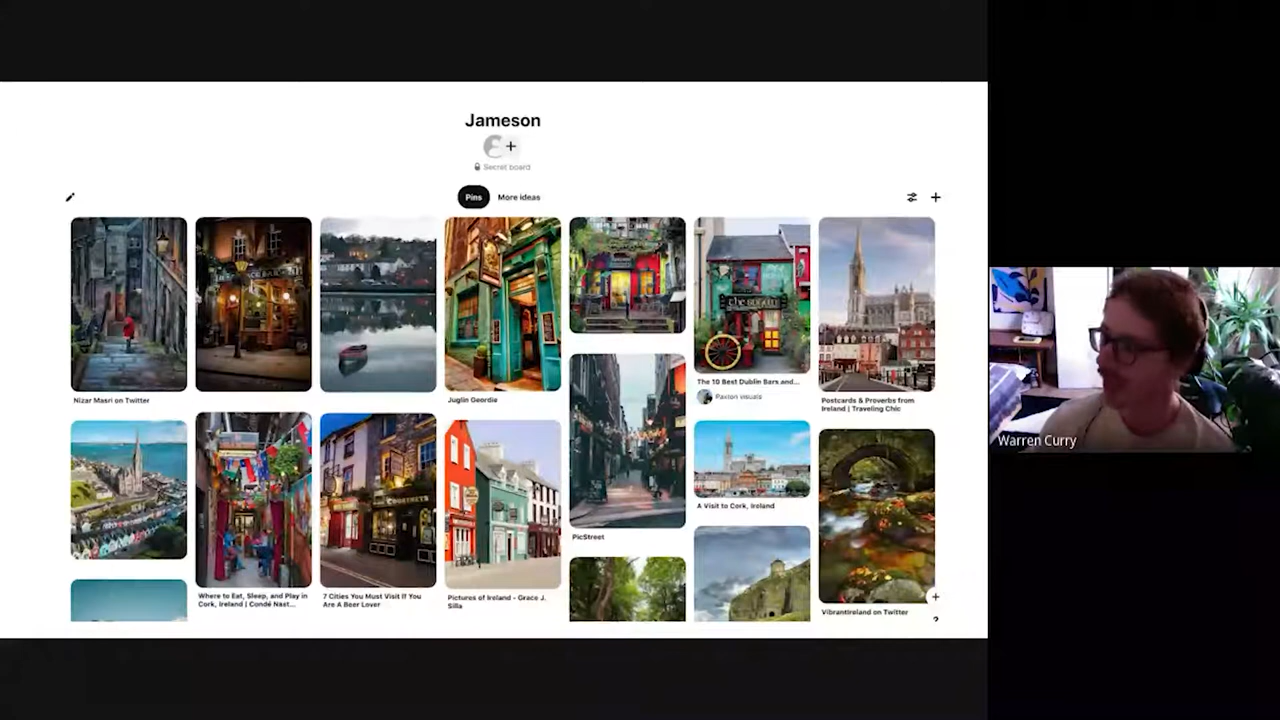 Jameson
Secret board
Pins
More ideas
Nizar Masri on Twitter
Juglin Geordie
The 10 Best Dublin Bars and...
Paxton visuals
Postcards & Proverbs from
Ireland | Traveling Chic
A Visit to Cork, Ireland
PicStreet
Where to Eat, Sleep, and Play in
Cork, Ireland | Condé Nast...
7 Cities You Must Visit If You
Are A Beer Lover
Pictures of Ireland - Grace J.
Silla
VibrantIreland on Twitter
?
Warren Curry